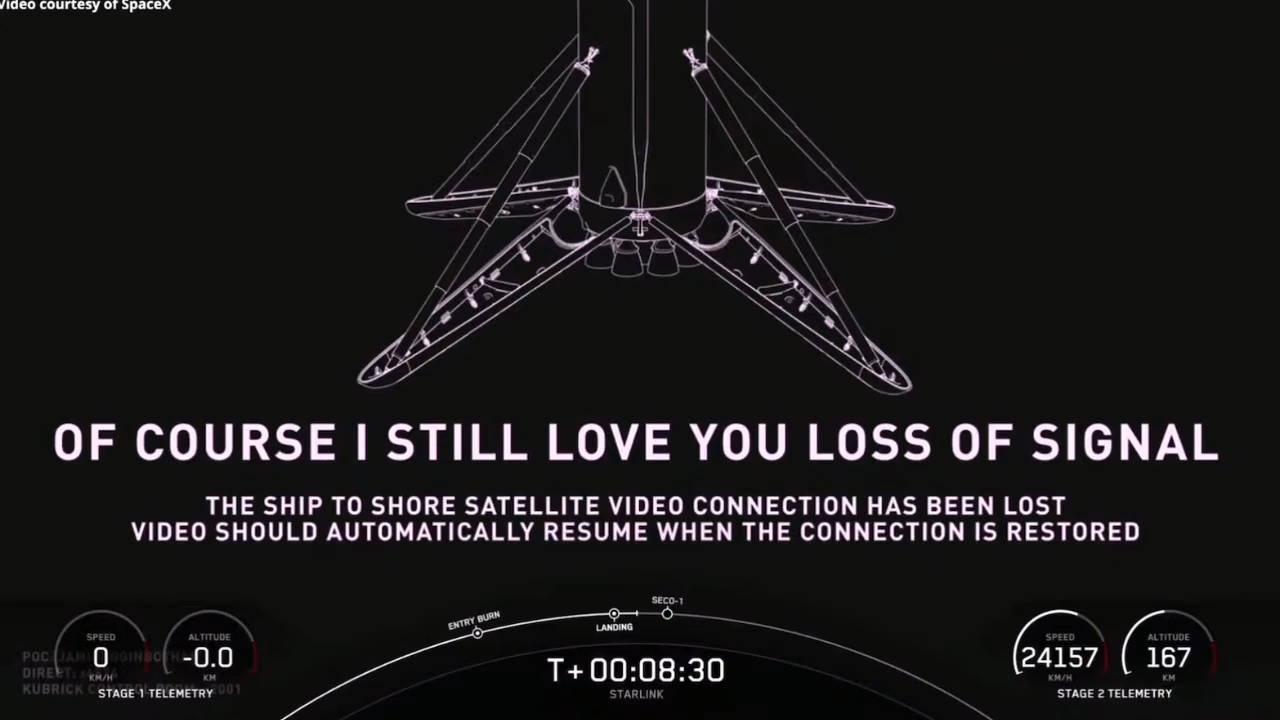 Video courtesy of SpaceX
OF COURSE I STILL LOVE YOU LOSS OF SIGNAL
THE SHIP TO SHORE SATELLITE VIDEO CONNECTION HAS BEEN LOST
VIDEO SHOULD AUTOMATICALLY RESUME WHEN THE CONNECTION IS RESTORED
ENTRY BURN
LANDING
SECO-1
SPEED
0
KM/H
ALTITUDE
-0.0
KM
STAGE 1 TELEMETRY
POC:
KUBRICK
2001
T+00:08:30
STARLINK
SPEED
24157
KM/H
ALTITUDE
167
KM
STAGE 2 TELEMETRY